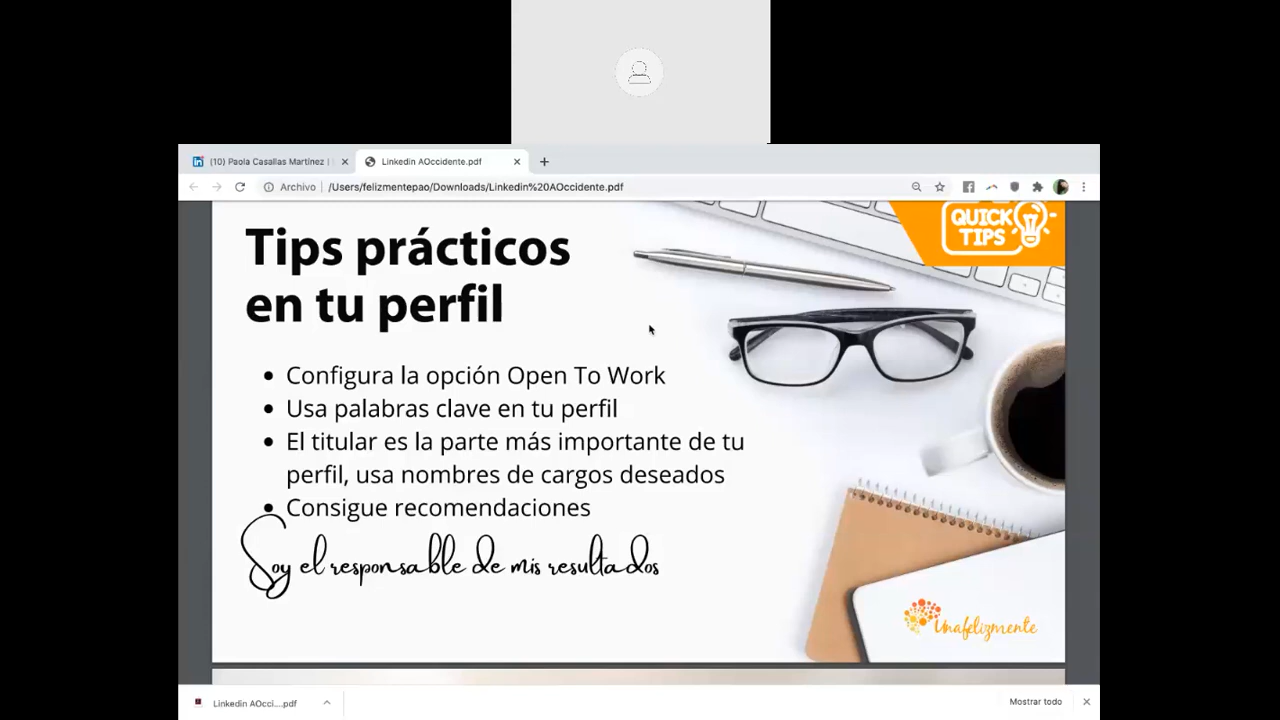 (10) Paola Casallas Martínez |
Linkedin AOccidente.pdf
Archivo | /Users/felizmentepao/Downloads/Linkedin%20AOccidente.pdf
QUICK
TIPS
Tips prácticos
en tu perfil
• Configura la opción Open To Work
• Usa palabras clave en tu perfil
• El titular es la parte más importante de tu
perfil, usa nombres de cargos deseados
• Consigue recomendaciones
Soy el responsable de mis resultados
Unafelizmente
Linkedin AOcci....pdf
Mostrar todo